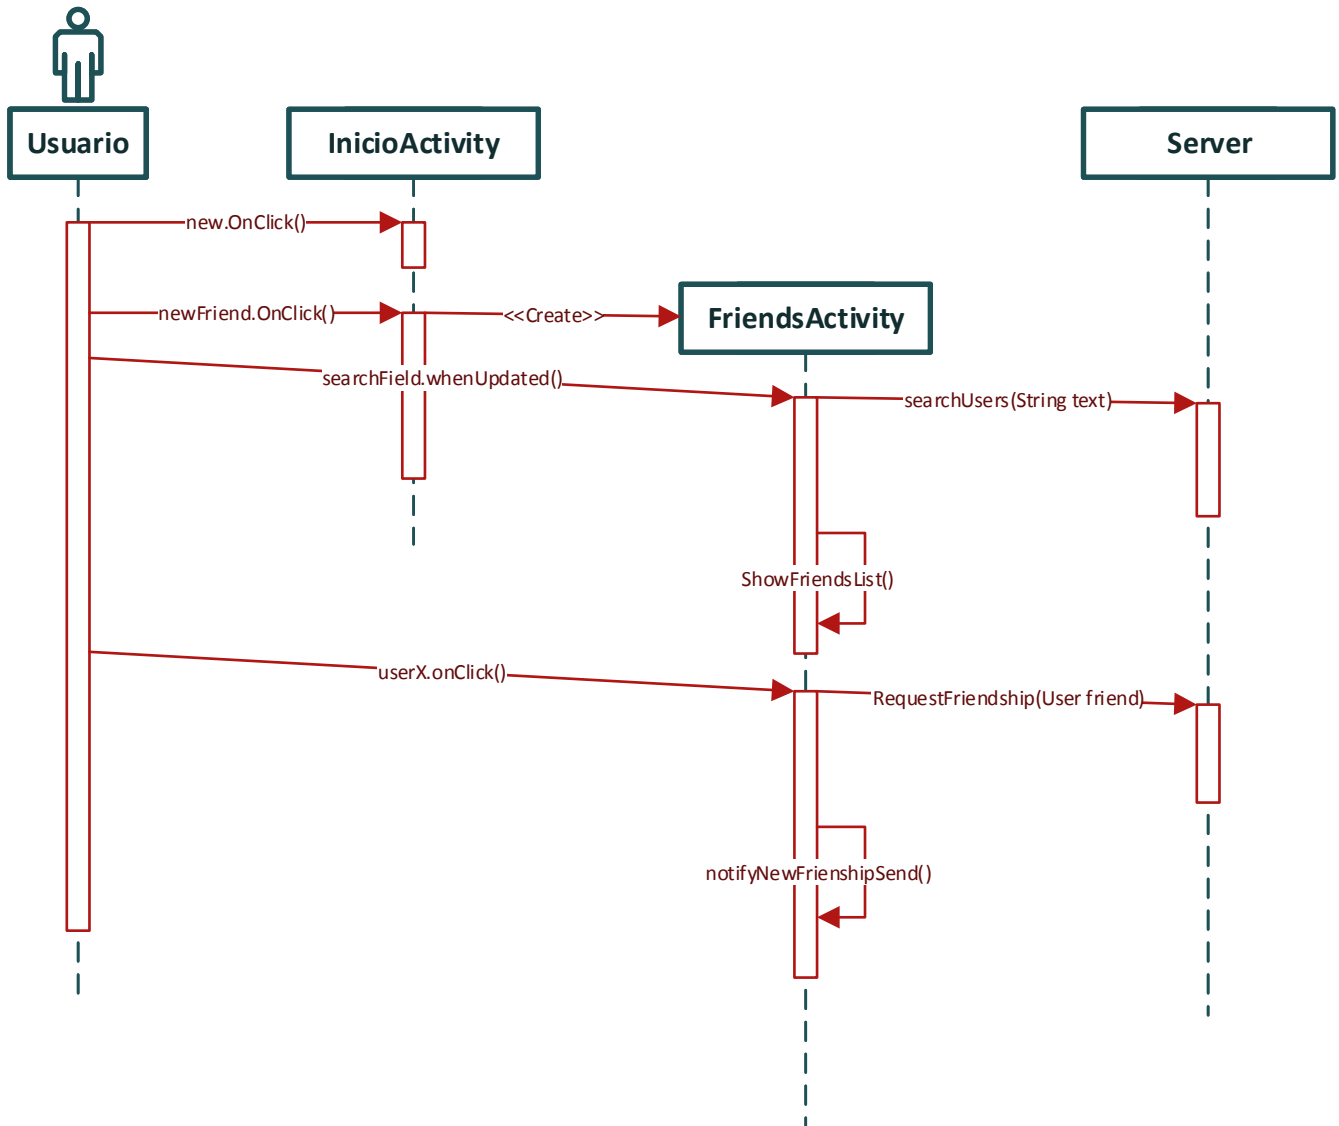 Usuario
InicioActivity
Server
new.OnClick()
newFriend.OnClick()
<<Create>>
FriendsActivity
searchField.whenUpdated()
searchUsers(String text)
ShowFriendsList()
userX.onClick()
RequestFriendship(User friend)
notifyNewFrienshipSend()